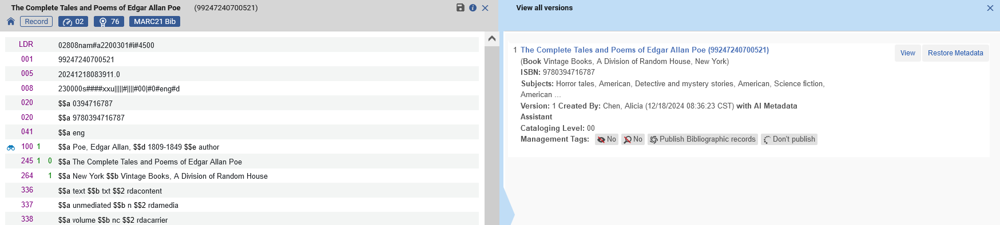 The Complete Tales and Poems of Edgar Allan Poe (99247240700521)
Record 02 76 MARC21 Bib
LDR 02808nam#a2200301#i#4500
001 99247240700521
005 20241218083911.0
008 230000s####xxu|||||#||||#00|#0#eng#d
020 $$a 0394716787
020 $$a 9780394716787
041 $$a eng
100 1 $$a Poe, Edgar Allan, $$d 1809-1849 $$e author
245 1 0 $$a The Complete Tales and Poems of Edgar Allan Poe
264 1 $$a New York $$b Vintage Books, A Division of Random House
336 $$a text $$b txt $$2 rdacontent
337 $$a unmediated $$b n $$2 rdamedia
338 $$a volume $$b nc $$2 rdacarrier
View all versions
1 The Complete Tales and Poems of Edgar Allan Poe (99247240700521)
View Restore Metadata
(Book Vintage Books, A Division of Random House, New York)
ISBN: 9780394716787
Subjects: Horror tales, American, Detective and mystery stories, American, Science fiction,
American ...
Version: 1 Created By: Chen, Alicia (12/18/2024 08:36:23 CST) with AI Metadata
Assistant
Cataloging Level: 00
Management Tags: No No Publish Bibliographic records Don't publish